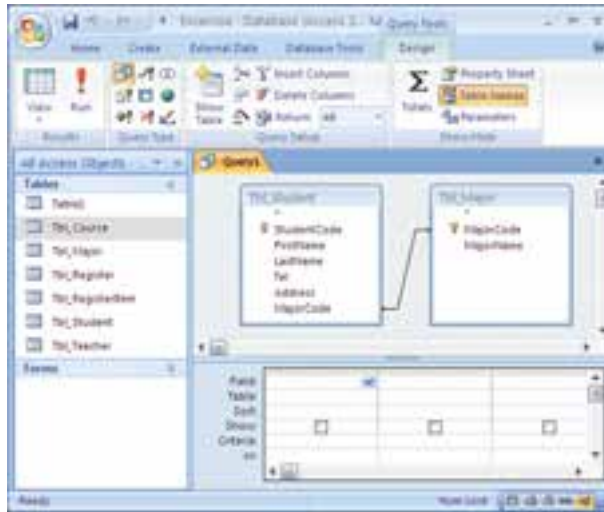 Query Tools
Home Create External Data Database Tools Design
View Run
Show Table
Insert Columns
Delete Columns
Return: All
Totals
Property Sheet
Table Names
Parameters
Results Query Type Query Setup Show/Hide
All Access Objects
Query1
Tables
Table1
Tbl_Course
Tbl_Major
Tbl_Register
Tbl_RegisterItem
Tbl_Student
Tbl_Teacher
Forms
Tbl_Student
*
StudentCode
FirstName
LastName
Tel
Address
MajorCode
Tbl_Major
*
MajorCode
MajorName
Field:
Table:
Sort:
Show:
Criteria:
or:
Ready
Num Lock